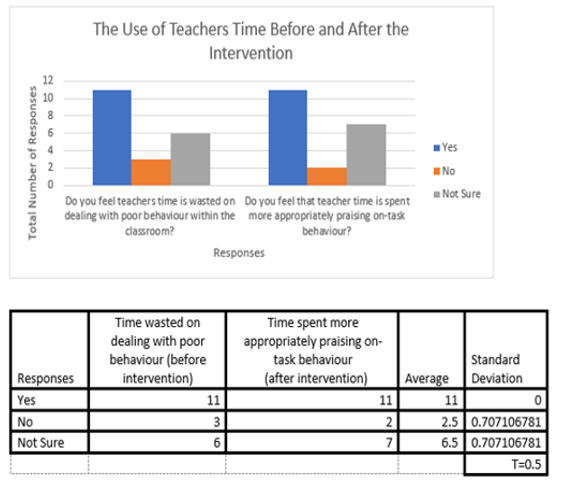 The Use of Teachers Time Before and After the
Intervention
Total Number of Responses
12
10
8
6
4
2
0
Do you feel teachers time is wasted on
dealing with poor behaviour within the
classroom?
Do you feel that teacher time is spent
more appropriately praising on-task
behaviour?
Responses
Yes
No
Not Sure
Responses
Time wasted on
dealing with poor
behaviour (before
intervention)
Time spent more
appropriately praising on-
task behaviour
(after intervention)
Average
Standard
Deviation
Yes 11 11 11 0
No 3 2 2.5 0.707106781
Not Sure 6 7 6.5 0.707106781
T=0.5